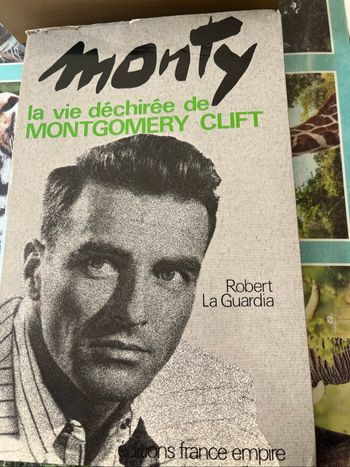 monty
la vie déchirée de
MONTGOMERY CLIFT
Robert
La Guardia
éditions france empire